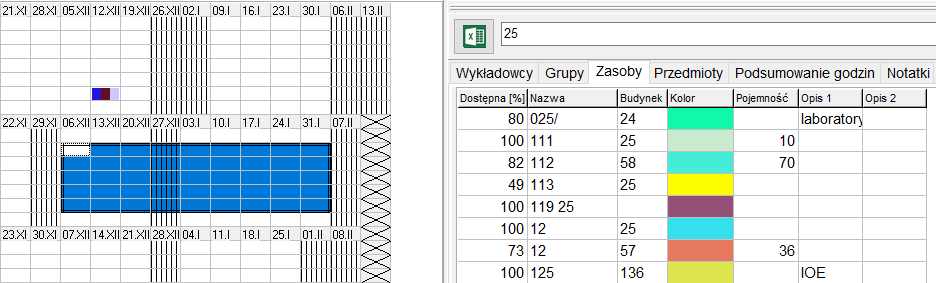 21.XI 28.XI 05.XII 12.XII 19.XII 26.XII 02.I 09.I 16.I 23.I 30.I 06.II 13.II
22.XI 29.XI 06.XII 13.XII 20.XII 27.XII 03.I 10.I 17.I 24.I 31.I 07.II
23.XI 30.XI 07.XII 14.XII 21.XII 28.XII 04.I 11.I 18.I 25.I 01.II 08.II
25
Wykładowcy Grupy Zasoby Przedmioty Podsumowanie godzin Notatki
Dostępna [%] Nazwa Budynek Kolor Pojemność Opis 1 Opis 2
80 025/ 24 laboratory
100 111 25 10
82 112 58 70
49 113 25
100 119 25
100 12 25
73 12 57 36
100 125 136 IOE